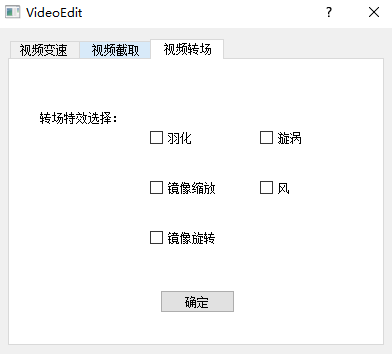 VideoEdit
视频变速 视频截取 视频转场
转场特效选择：
羽化 漩涡
镜像缩放 风
镜像旋转
确定